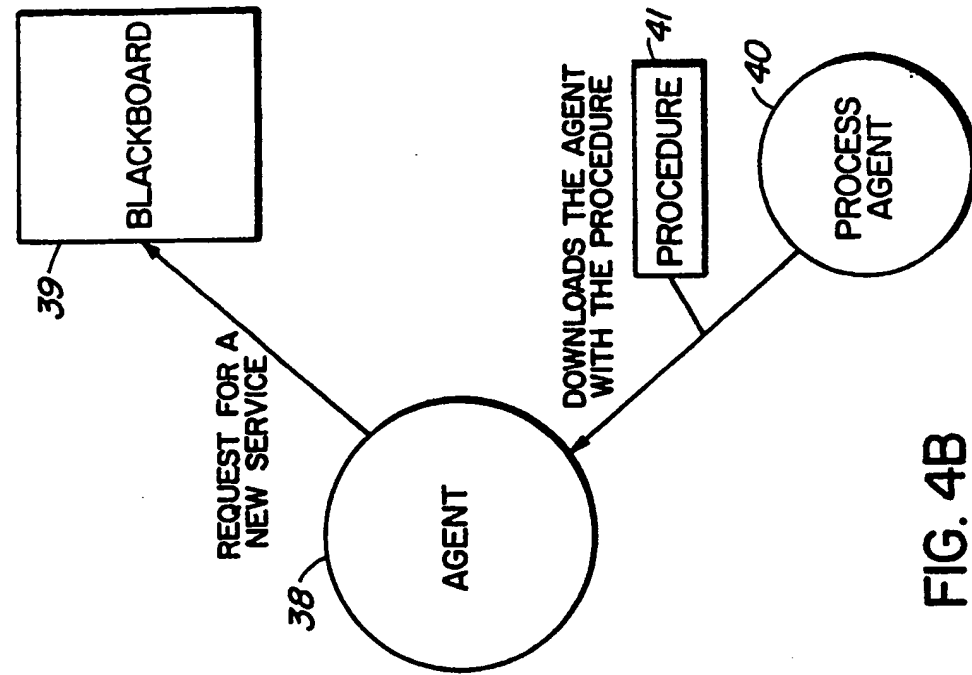 39
BLACKBOARD
REQUEST FOR A
NEW SERVICE
38
AGENT
DOWNLOADS THE AGENT
WITH THE PROCEDURE
41
PROCEDURE
40
PROCESS
AGENT
FIG. 4B